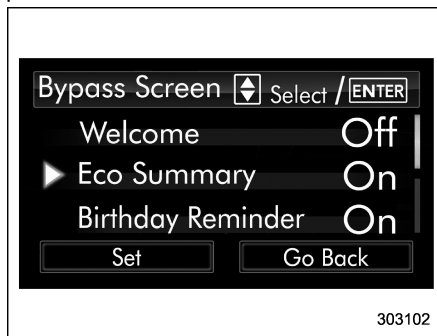 Bypass Screen Select / ENTER
Welcome Off
Eco Summary On
Birthday Reminder On
Set Go Back
303102